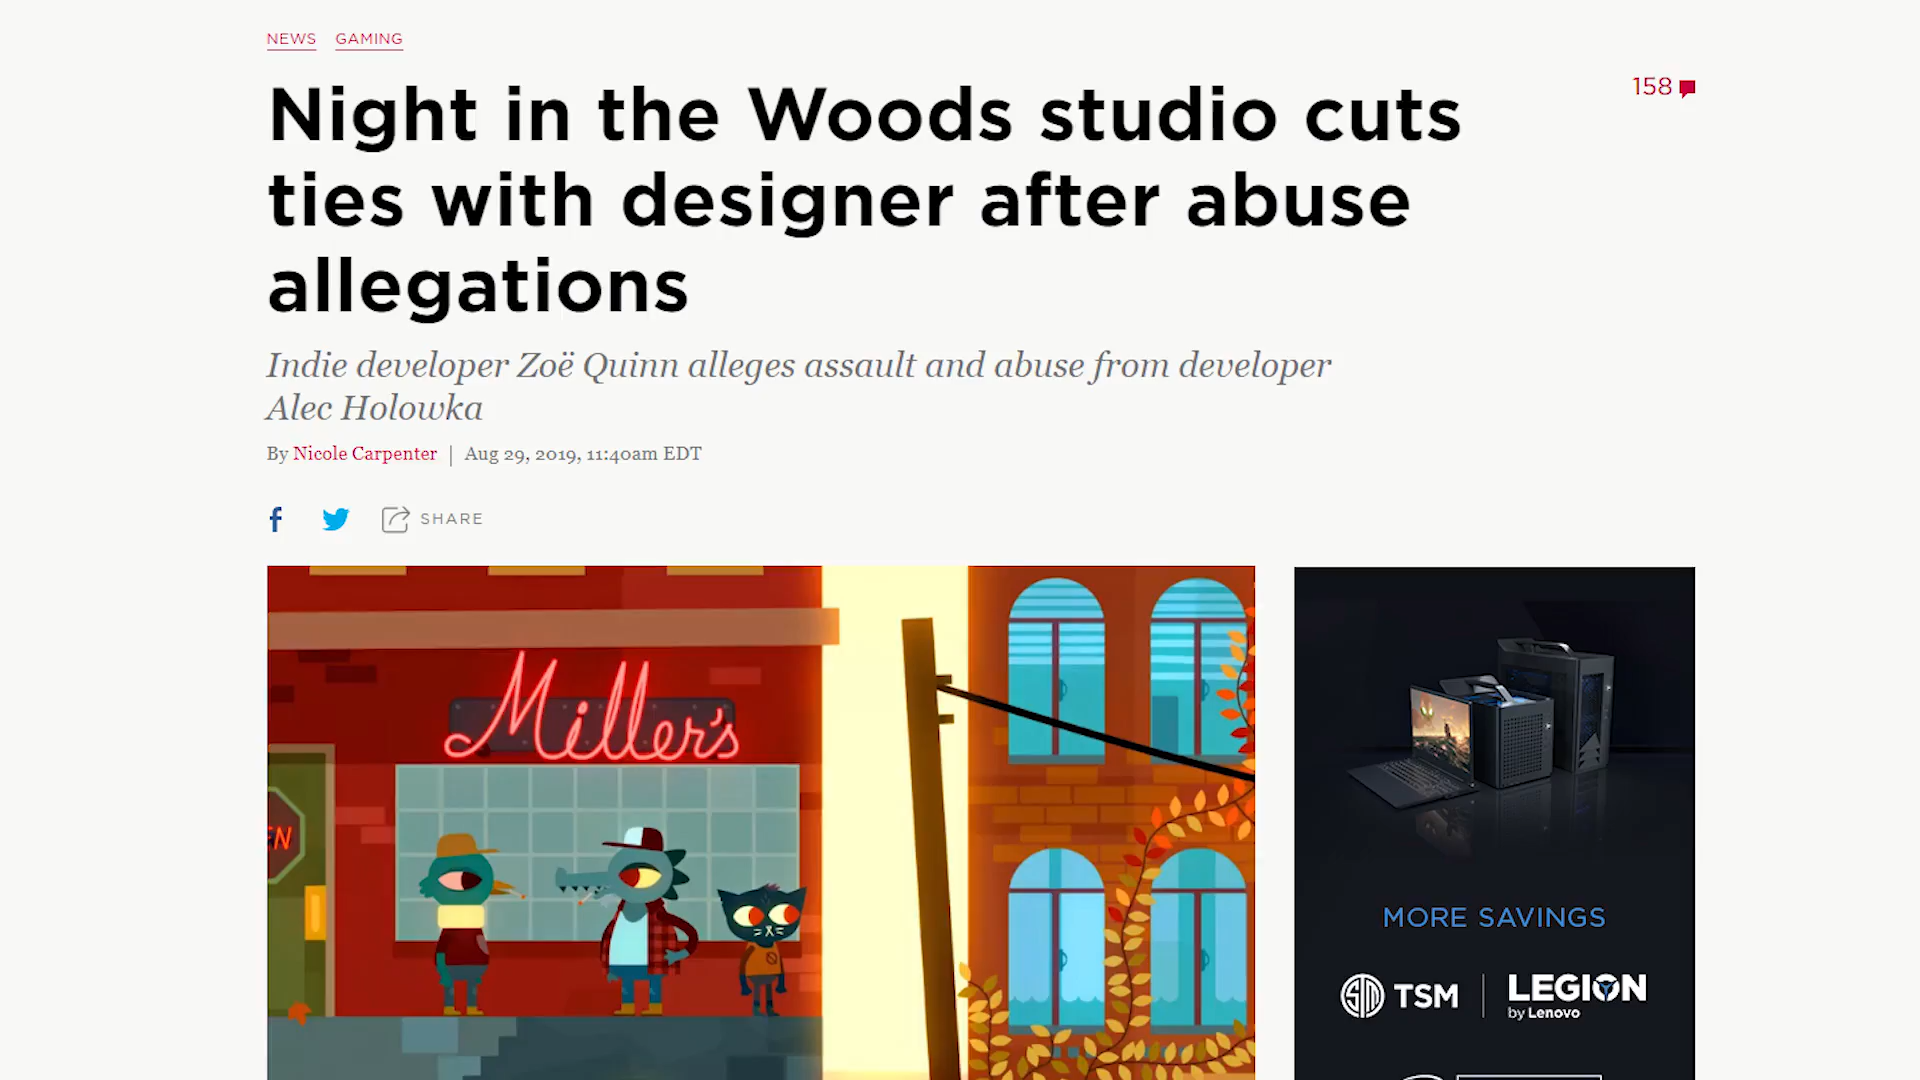 NEWS GAMING
158
Night in the Woods studio cuts
ties with designer after abuse
allegations
Indie developer Zoë Quinn alleges assault and abuse from developer
Alec Holowka
By Nicole Carpenter | Aug 29, 2019, 11:40am EDT
SHARE
Miller's
EN
MORE SAVINGS
TSM | LEGION
by Lenovo